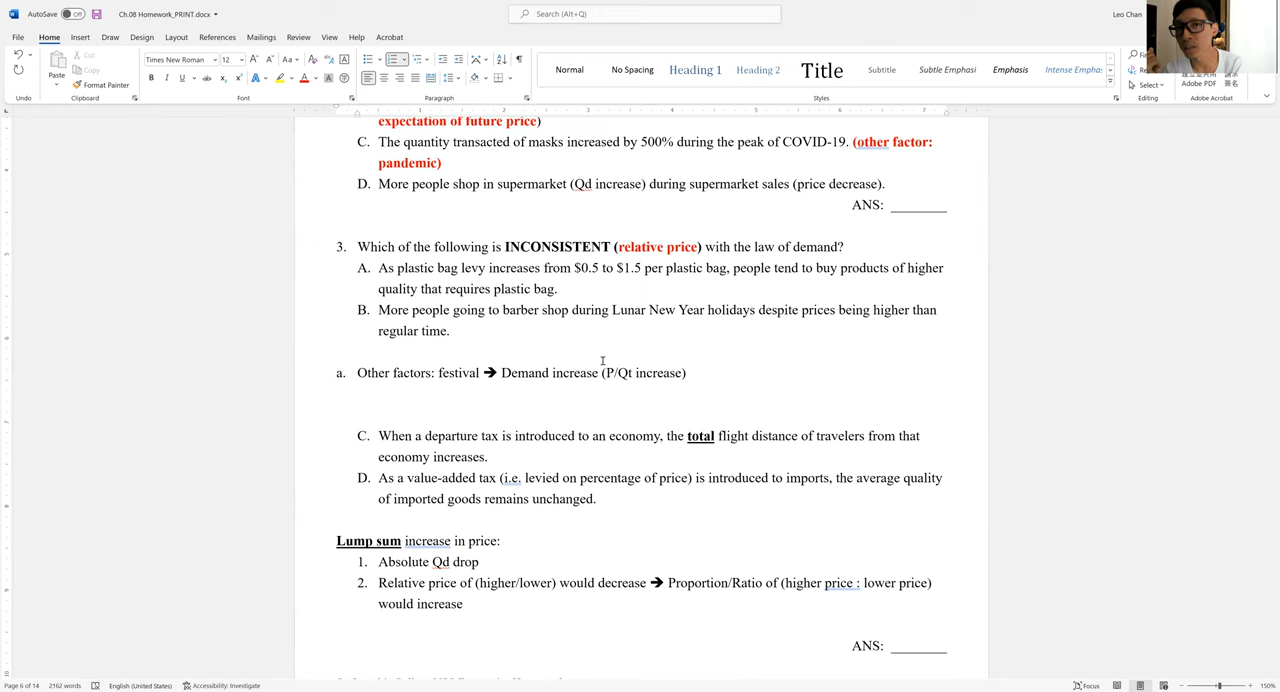 AutoSave Off Ch.08 Homework_PRINT.docx Search (Alt+Q) Leo Chan
File Home Insert Draw Design Layout References Mailings Review View Help Acrobat
Paste Cut Copy Format Painter
Times New Roman 12
Normal No Spacing Heading 1 Heading 2 Title Subtitle Subtle Emphasi Emphasis Intense Empha:
Select
Adobe PDF 簽名
Undo Clipboard Font Paragraph Styles Editing Adobe Acrobat
expectation of future price)
C. The quantity transacted of masks increased by 500% during the peak of COVID-19. (other factor:
pandemic)
D. More people shop in supermarket (Qd increase) during supermarket sales (price decrease).
ANS: ________
3. Which of the following is INCONSISTENT (relative price) with the law of demand?
A. As plastic bag levy increases from $0.5 to $1.5 per plastic bag, people tend to buy products of higher
quality that requires plastic bag.
B. More people going to barber shop during Lunar New Year holidays despite prices being higher than
regular time.
a. Other factors: festival ➔ Demand increase (P/Qt increase)
C. When a departure tax is introduced to an economy, the total flight distance of travelers from that
economy increases.
D. As a value-added tax (i.e. levied on percentage of price) is introduced to imports, the average quality
of imported goods remains unchanged.
Lump sum increase in price:
1. Absolute Qd drop
2. Relative price of (higher/lower) would decrease ➔ Proportion/Ratio of (higher price : lower price)
would increase
ANS: ________
Page 6 of 14 2162 words English (United States) Accessibility: Investigate Focus 150%